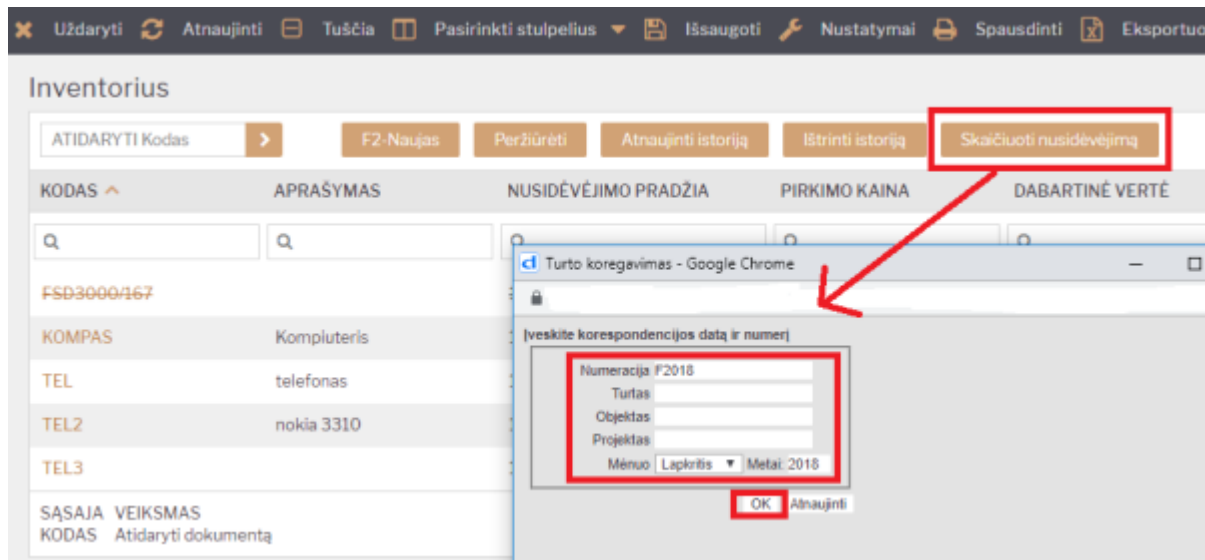 Uždaryti Atnaujinti Tuščia Pasirinkti stulpelius Išsaugoti Nustatymai Spausdinti Eksportuo
Inventorius
ATIDARYTI Kodas F2-Naujas Peržiūrėti Atnaujinti istoriją Ištrinti istoriją Skaičiuoti nusidėvėjimą
KODAS APRAŠYMAS NUSIDĖVĖJIMO PRADŽIA PIRKIMO KAINA DABARTINĖ VERTĖ
Turto koregavimas - Google Chrome
FSD3000/167
Įveskite korespondencijos datą ir numerį
KOMPAS Kompiuteris
Numeracija F2018
TEL telefonas
Turtas
Objektas
TEL2 nokia 3310
Projektas
Mėnuo Lapkritis Metai: 2018
TEL3
OK Atnaujinti
SĄSAJA VEIKSMAS
KODAS Atidaryti dokumentą